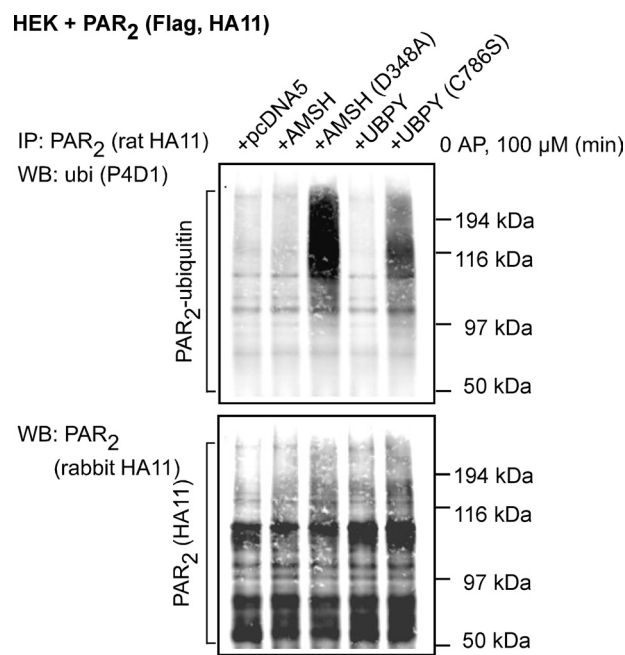 HEK + PAR2 (Flag, HA11)
+pcDNA5
+AMSH
+AMSH (D348A)
+UBPY
+UBPY (C786S)
IP: PAR2 (rat HA11)
0 AP, 100 µM (min)
WB: ubi (P4D1)
PAR2-ubiquitin
194 kDa
116 kDa
97 kDa
50 kDa
WB: PAR2
(rabbit HA11)
PAR2 (HA11)
194 kDa
116 kDa
97 kDa
50 kDa